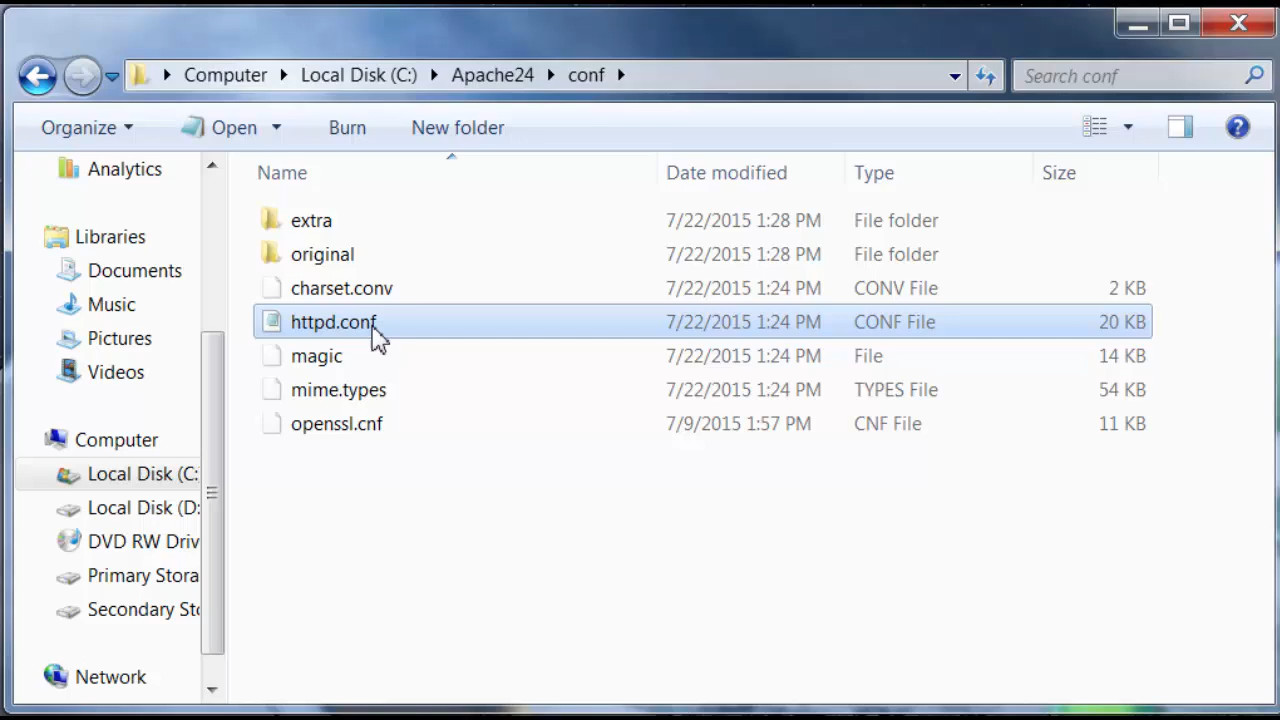 Computer Local Disk (C:) Apache24 conf
Search conf
Organize Open Burn New folder
Analytics
Libraries
Documents
Music
Pictures
Videos
Computer
Local Disk (C:
Local Disk (D:
DVD RW Driv
Primary Stora
Secondary Sto
Network
Name Date modified Type Size
extra 7/22/2015 1:28 PM File folder
original 7/22/2015 1:28 PM File folder
charset.conv 7/22/2015 1:24 PM CONV File 2 KB
httpd.conf 7/22/2015 1:24 PM CONF File 20 KB
magic 7/22/2015 1:24 PM File 14 KB
mime.types 7/22/2015 1:24 PM TYPES File 54 KB
openssl.cnf 7/9/2015 1:57 PM CNF File 11 KB